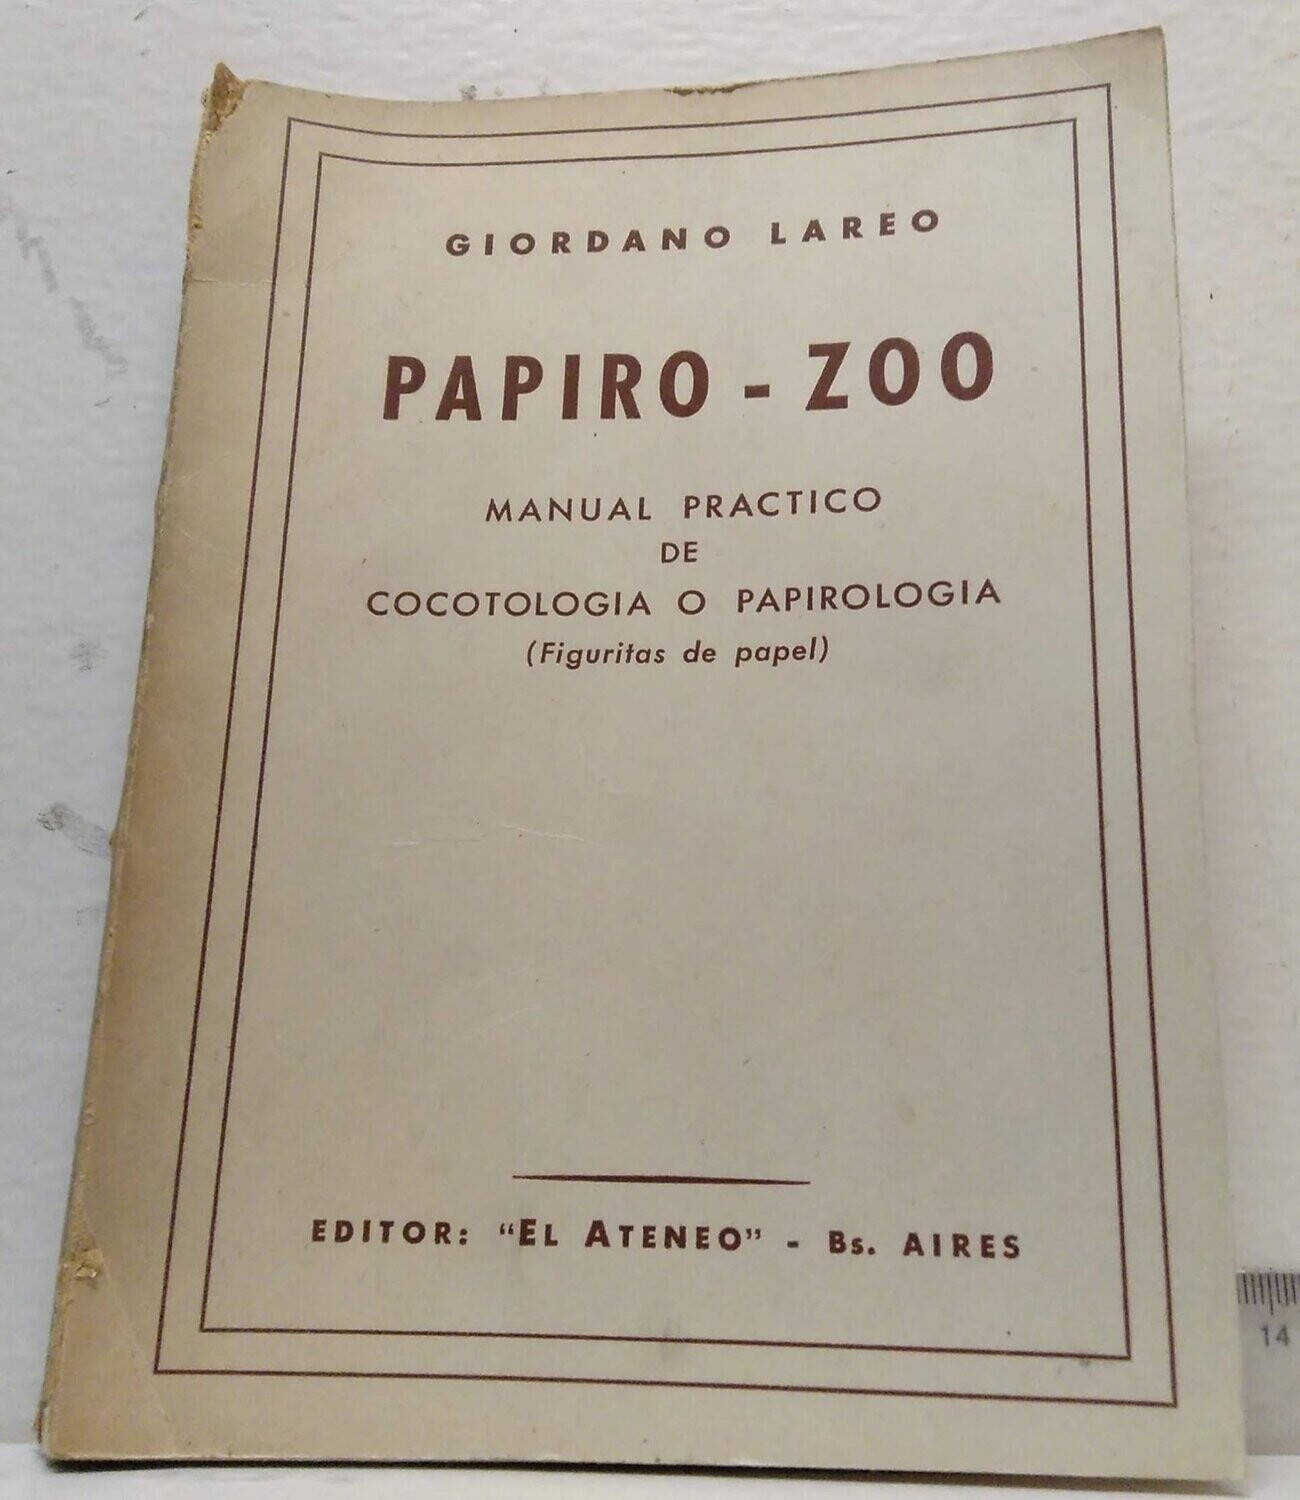 GIORDANO LAREO
PAPIRO - ZOO
MANUAL PRACTICO
DE
COCOTOLOGIA O PAPIROLOGIA
(Figuritas de papel)
EDITOR: "EL ATENEO" - Bs. AIRES
14